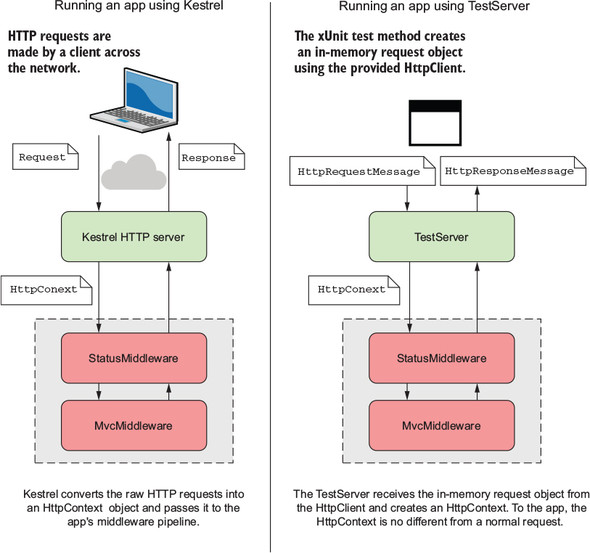 Running an app using Kestrel
HTTP requests are
made by a client across
the network.
Request
Response
Kestrel HTTP server
HttpConext
StatusMiddleware
MvcMiddleware
Kestrel converts the raw HTTP requests into
an HttpContext object and passes it to the
app's middleware pipeline.
Running an app using TestServer
The xUnit test method creates
an in-memory request object
using the provided HttpClient.
HttpRequestMessage
HttpResponseMessage
TestServer
HttpConext
StatusMiddleware
MvcMiddleware
The TestServer receives the in-memory request object from
the HttpClient and creates an HttpContext. To the app, the
HttpContext is no different from a normal request.